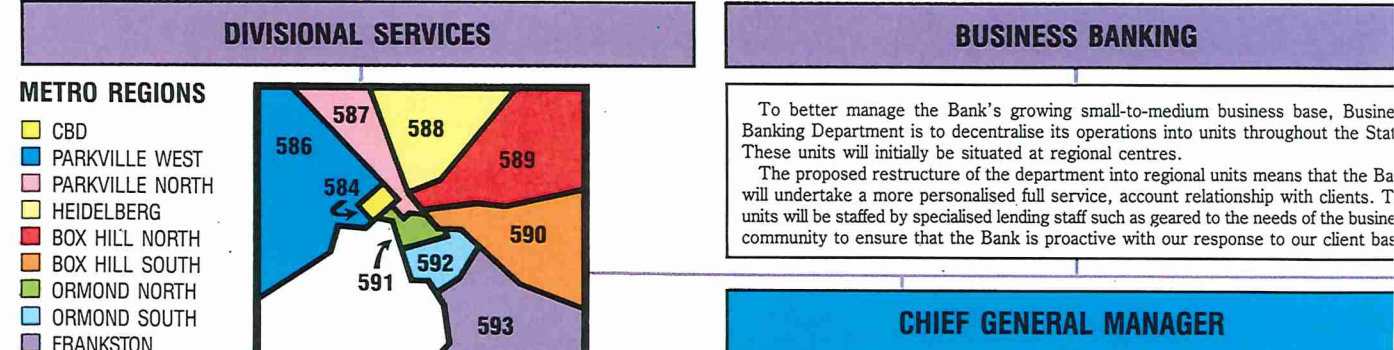 DIVISIONAL SERVICES
METRO REGIONS
CBD
PARKVILLE WEST
PARKVILLE NORTH
HEIDELBERG
BOX HILL NORTH
BOX HILL SOUTH
ORMOND NORTH
ORMOND SOUTH
FRANKSTON
587
588
586
589
584
590
592
591
593
BUSINESS BANKING
To better manage the Bank's growing small-to-medium business base, Busine
Banking Department is to decentralise its operations into units throughout the Stat
These units will initially be situated at regional centres.
The proposed restructure of the department into regional units means that the Ba
will undertake a more personalised full service, account relationship with clients. T
units will be staffed by specialised lending staff such as geared to the needs of the busine
community to ensure that the Bank is proactive with our response to our client bas
CHIEF GENERAL MANAGER